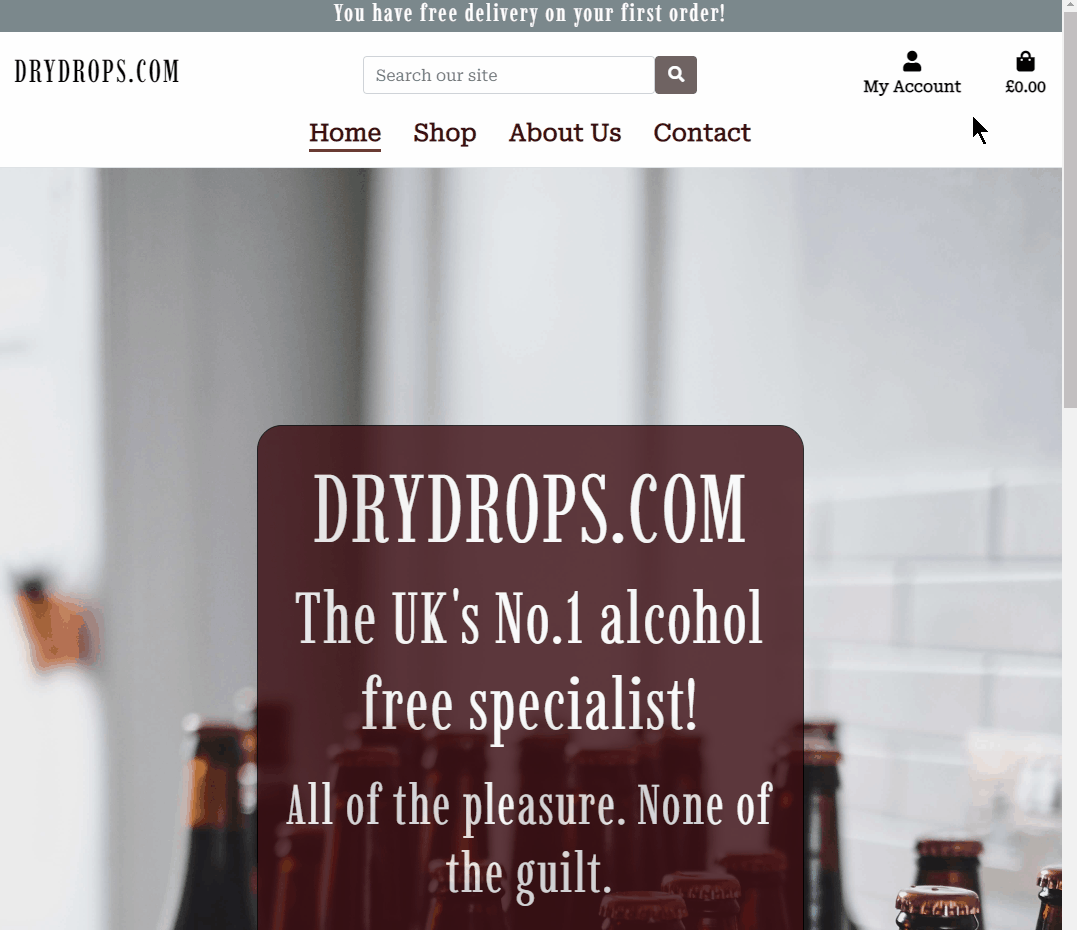 You have free delivery on your first order!
DRYDROPS.COM
Search our site
My Account
£0.00
Home Shop About Us Contact
DRYDROPS.COM
The UK's No.1 alcohol
free specialist!
All of the pleasure. None of
the guilt.